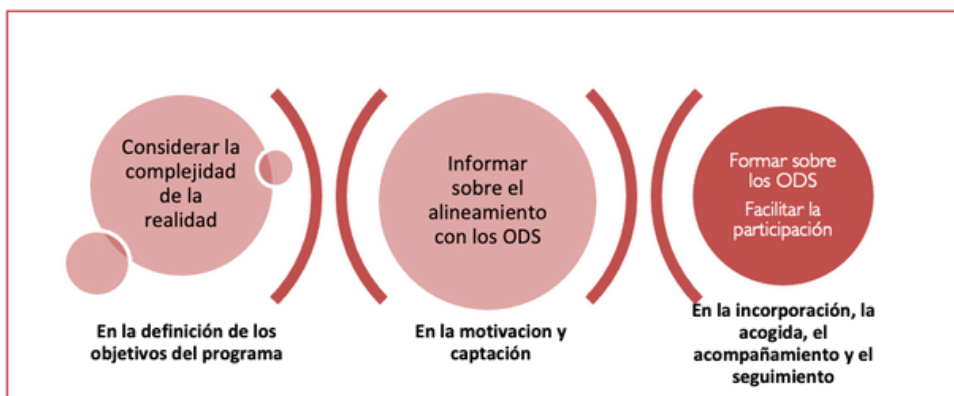 Considerar la
complejidad
de la
realidad
En la definición de los
objetivos del programa
Informar
sobre el
alineamiento
con los ODS
En la motivacion y
captación
Formar sobre
los ODS
Facilitar la
participación
En la incorporación, la
acogida, el
acompañamiento y el
seguimiento